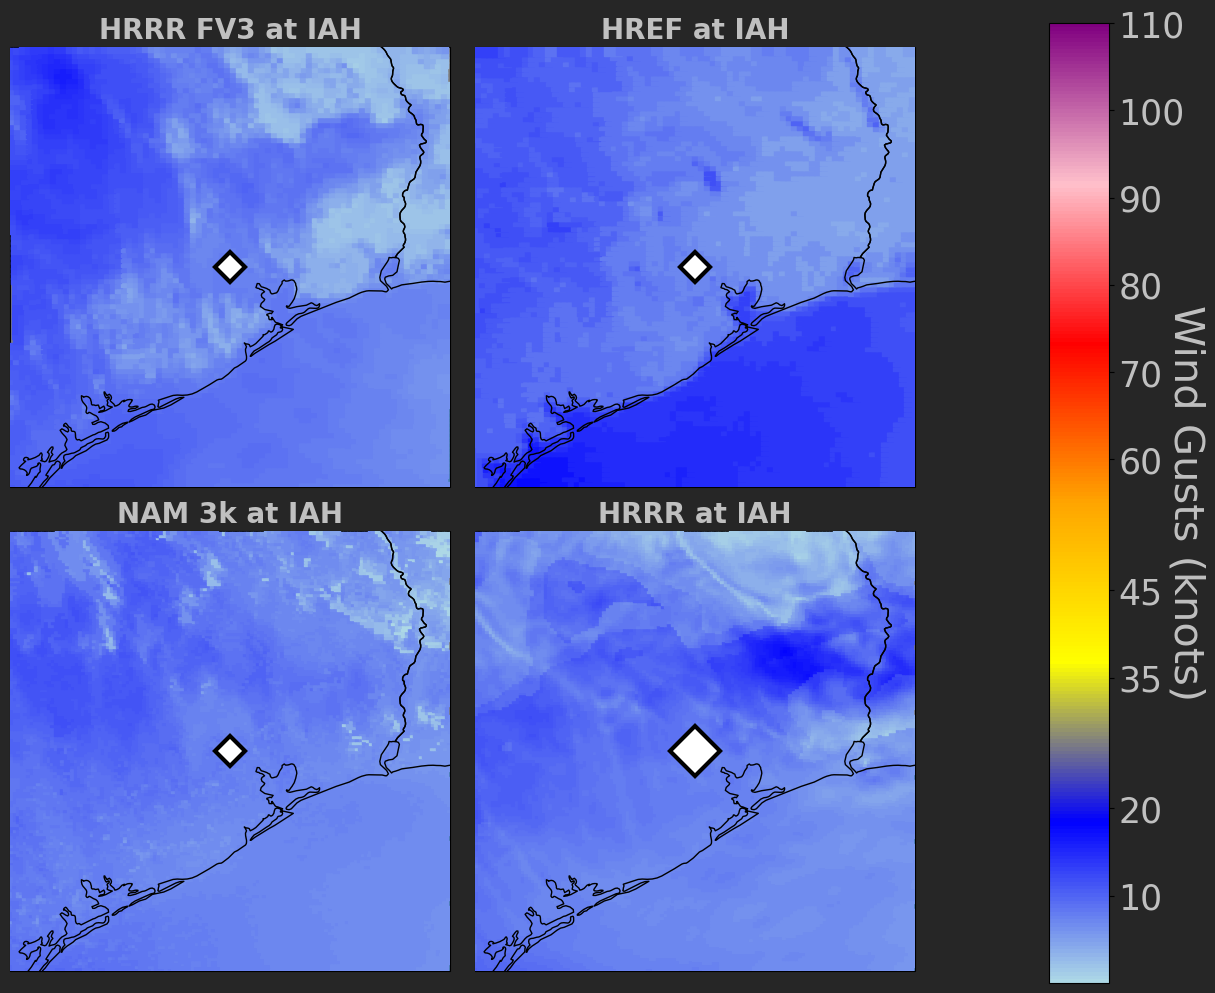 HRRR FV3 at IAH
HREF at IAH
NAM 3k at IAH
HRRR at IAH
110
100
90
80
70
60
45
35
20
10
Wind Gusts (knots)